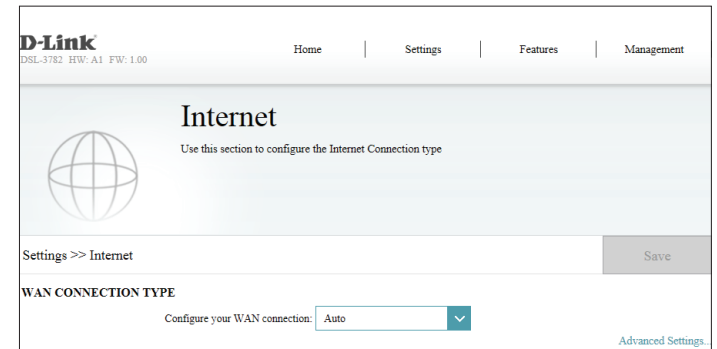 D-Link
DSL-3782 HW: A1 FW: 1.00
Home Settings Features Management
Internet
Use this section to configure the Internet Connection type
Settings >> Internet
Save
WAN CONNECTION TYPE
Configure your WAN connection: Auto
Advanced Settings...